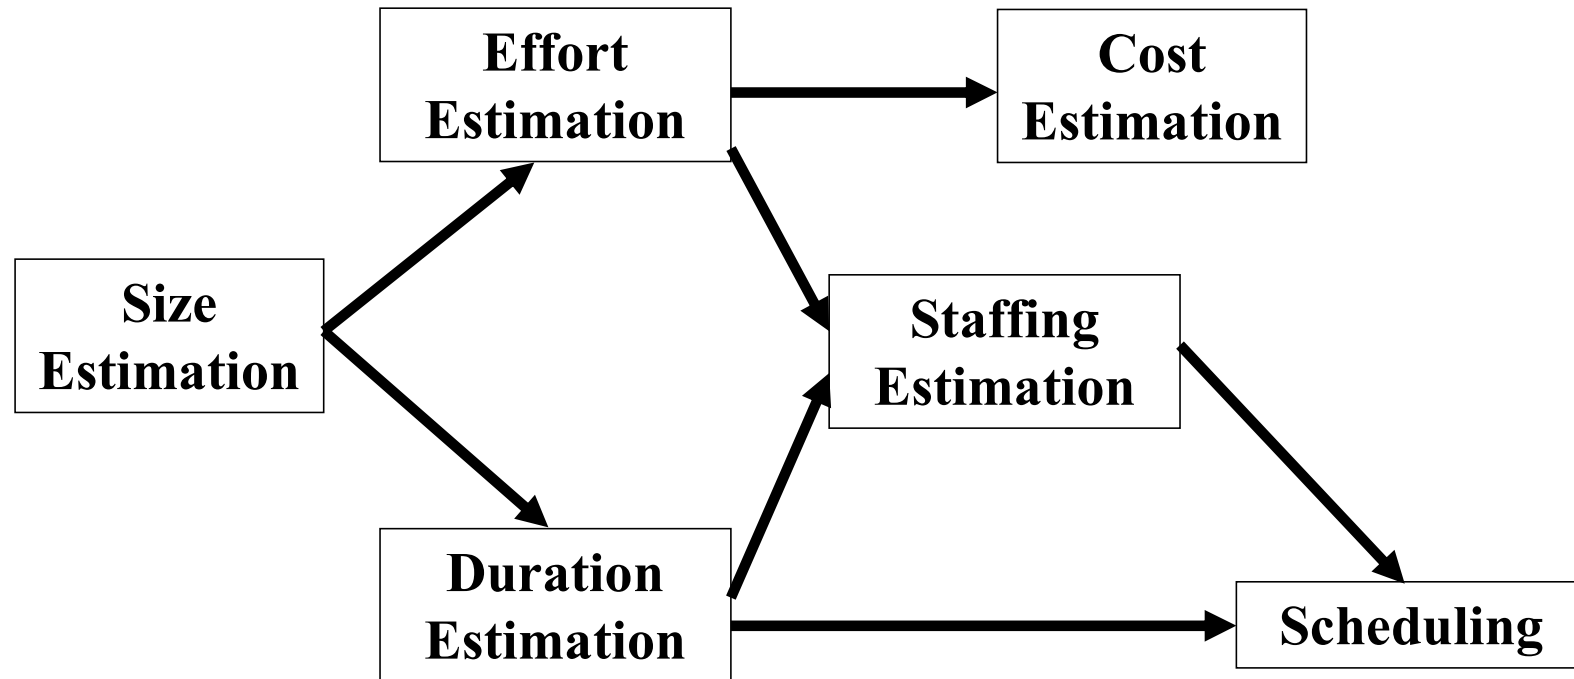 Effort
Estimation
Cost
Estimation
Size
Estimation
Staffing
Estimation
Duration
Estimation
Scheduling